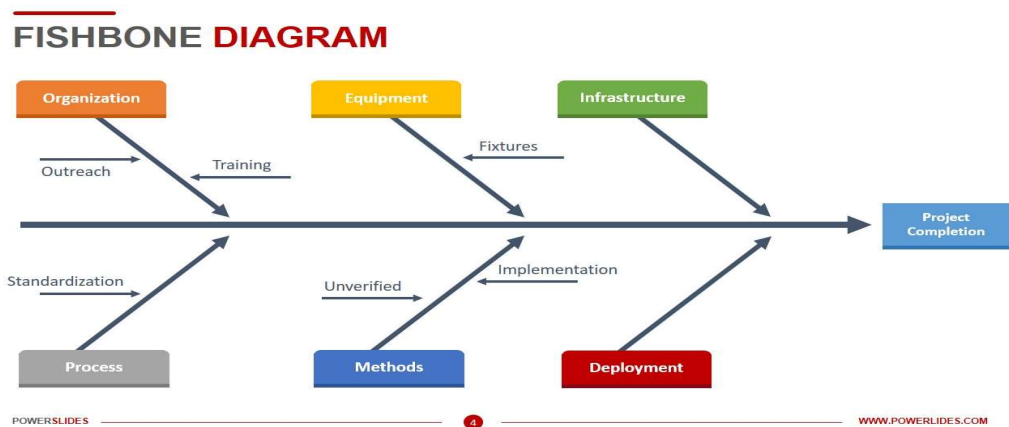 FISHBONE DIAGRAM
Organization
Equipment
Infrastructure
Outreach
Training
Fixtures
Project
Completion
Standardization
Unverified
Implementation
Process
Methods
Deployment
POWERSLIDES
4
WWW.POWERLIDES.COM